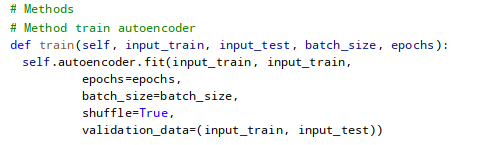 # Methods
# Method train autoencoder
def train(self, input_train, input_test, batch_size, epochs):
  self.autoencoder.fit(input_train, input_train,
          epochs=epochs,
          batch_size=batch_size,
          shuffle=True,
          validation_data=(input_train, input_test))